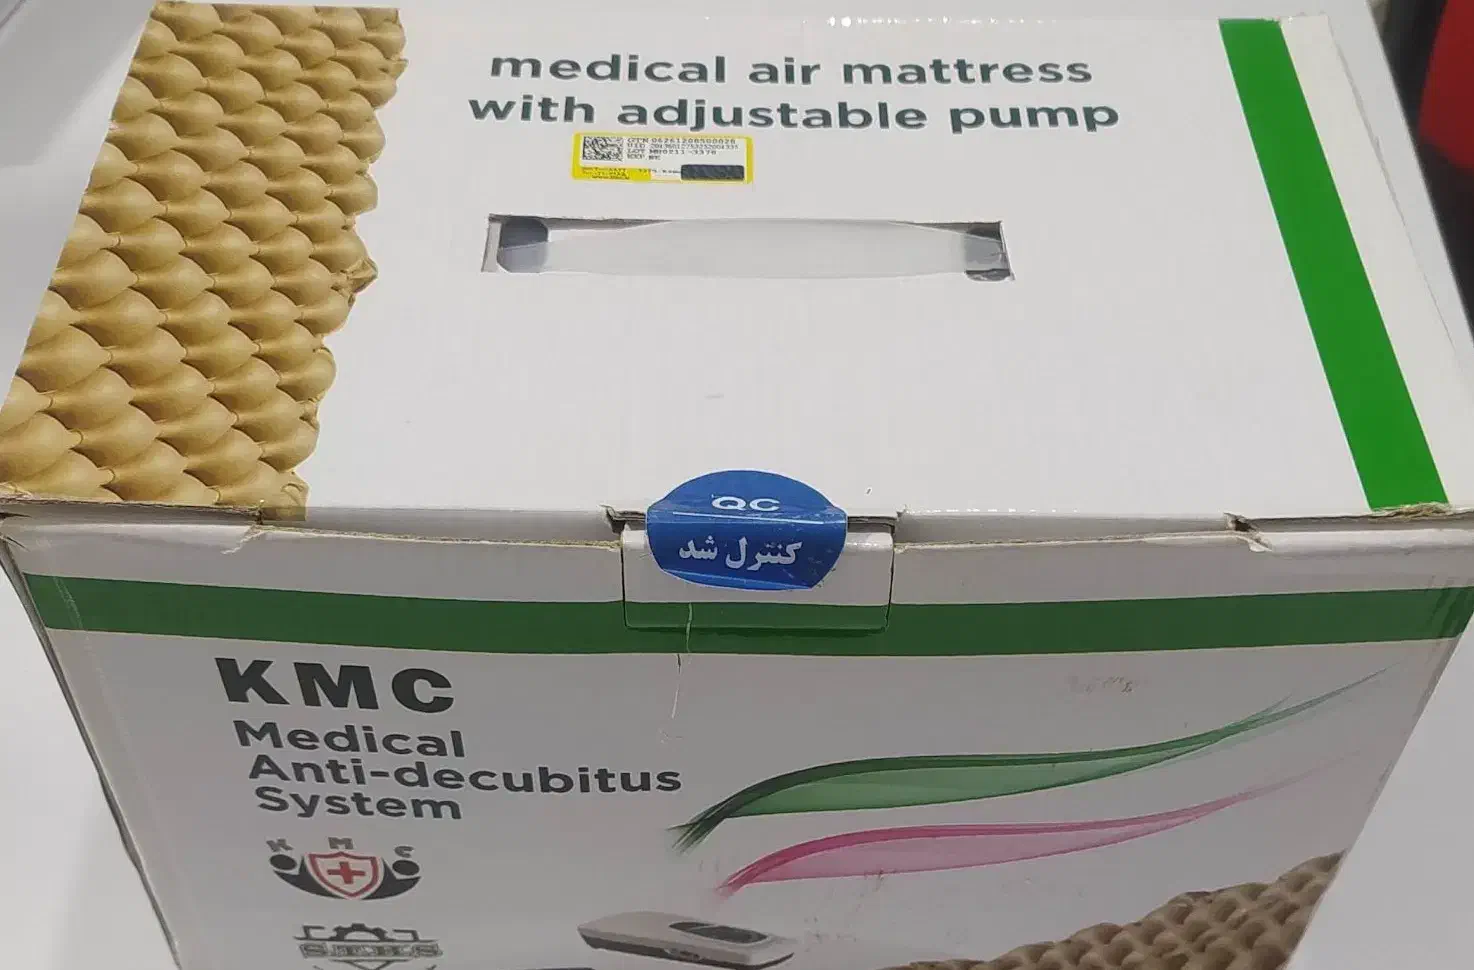 medical air mattress
with adjustable pump
QC
کنترل شد
KMC
Medical
Anti-decubitus
System
K M C